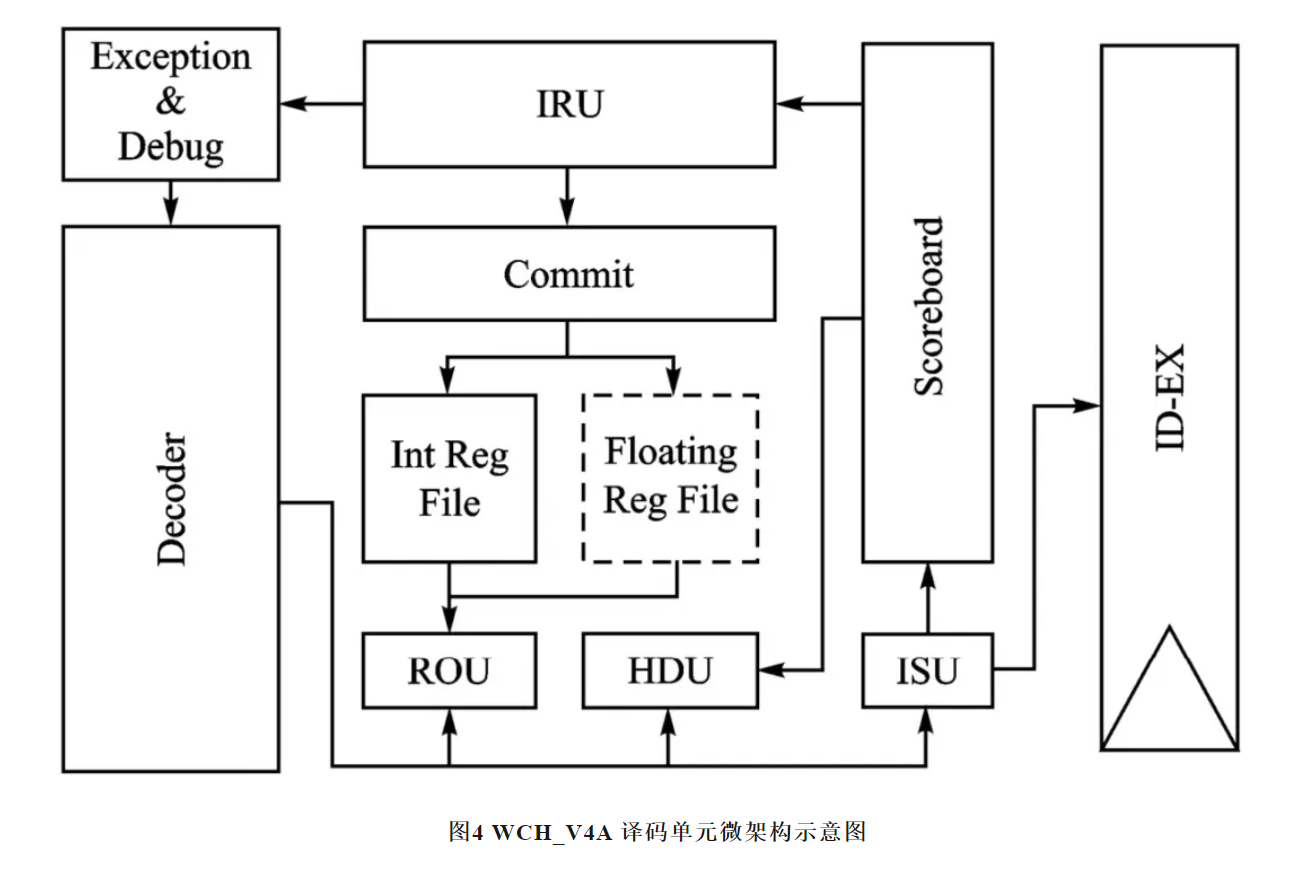 Exception
&
Debug
IRU
Commit
Decoder
Int Reg
File
Floating
Reg File
Scoreboard
ID-EX
ROU
HDU
ISU
图4 WCH_V4A 译码单元微架构示意图